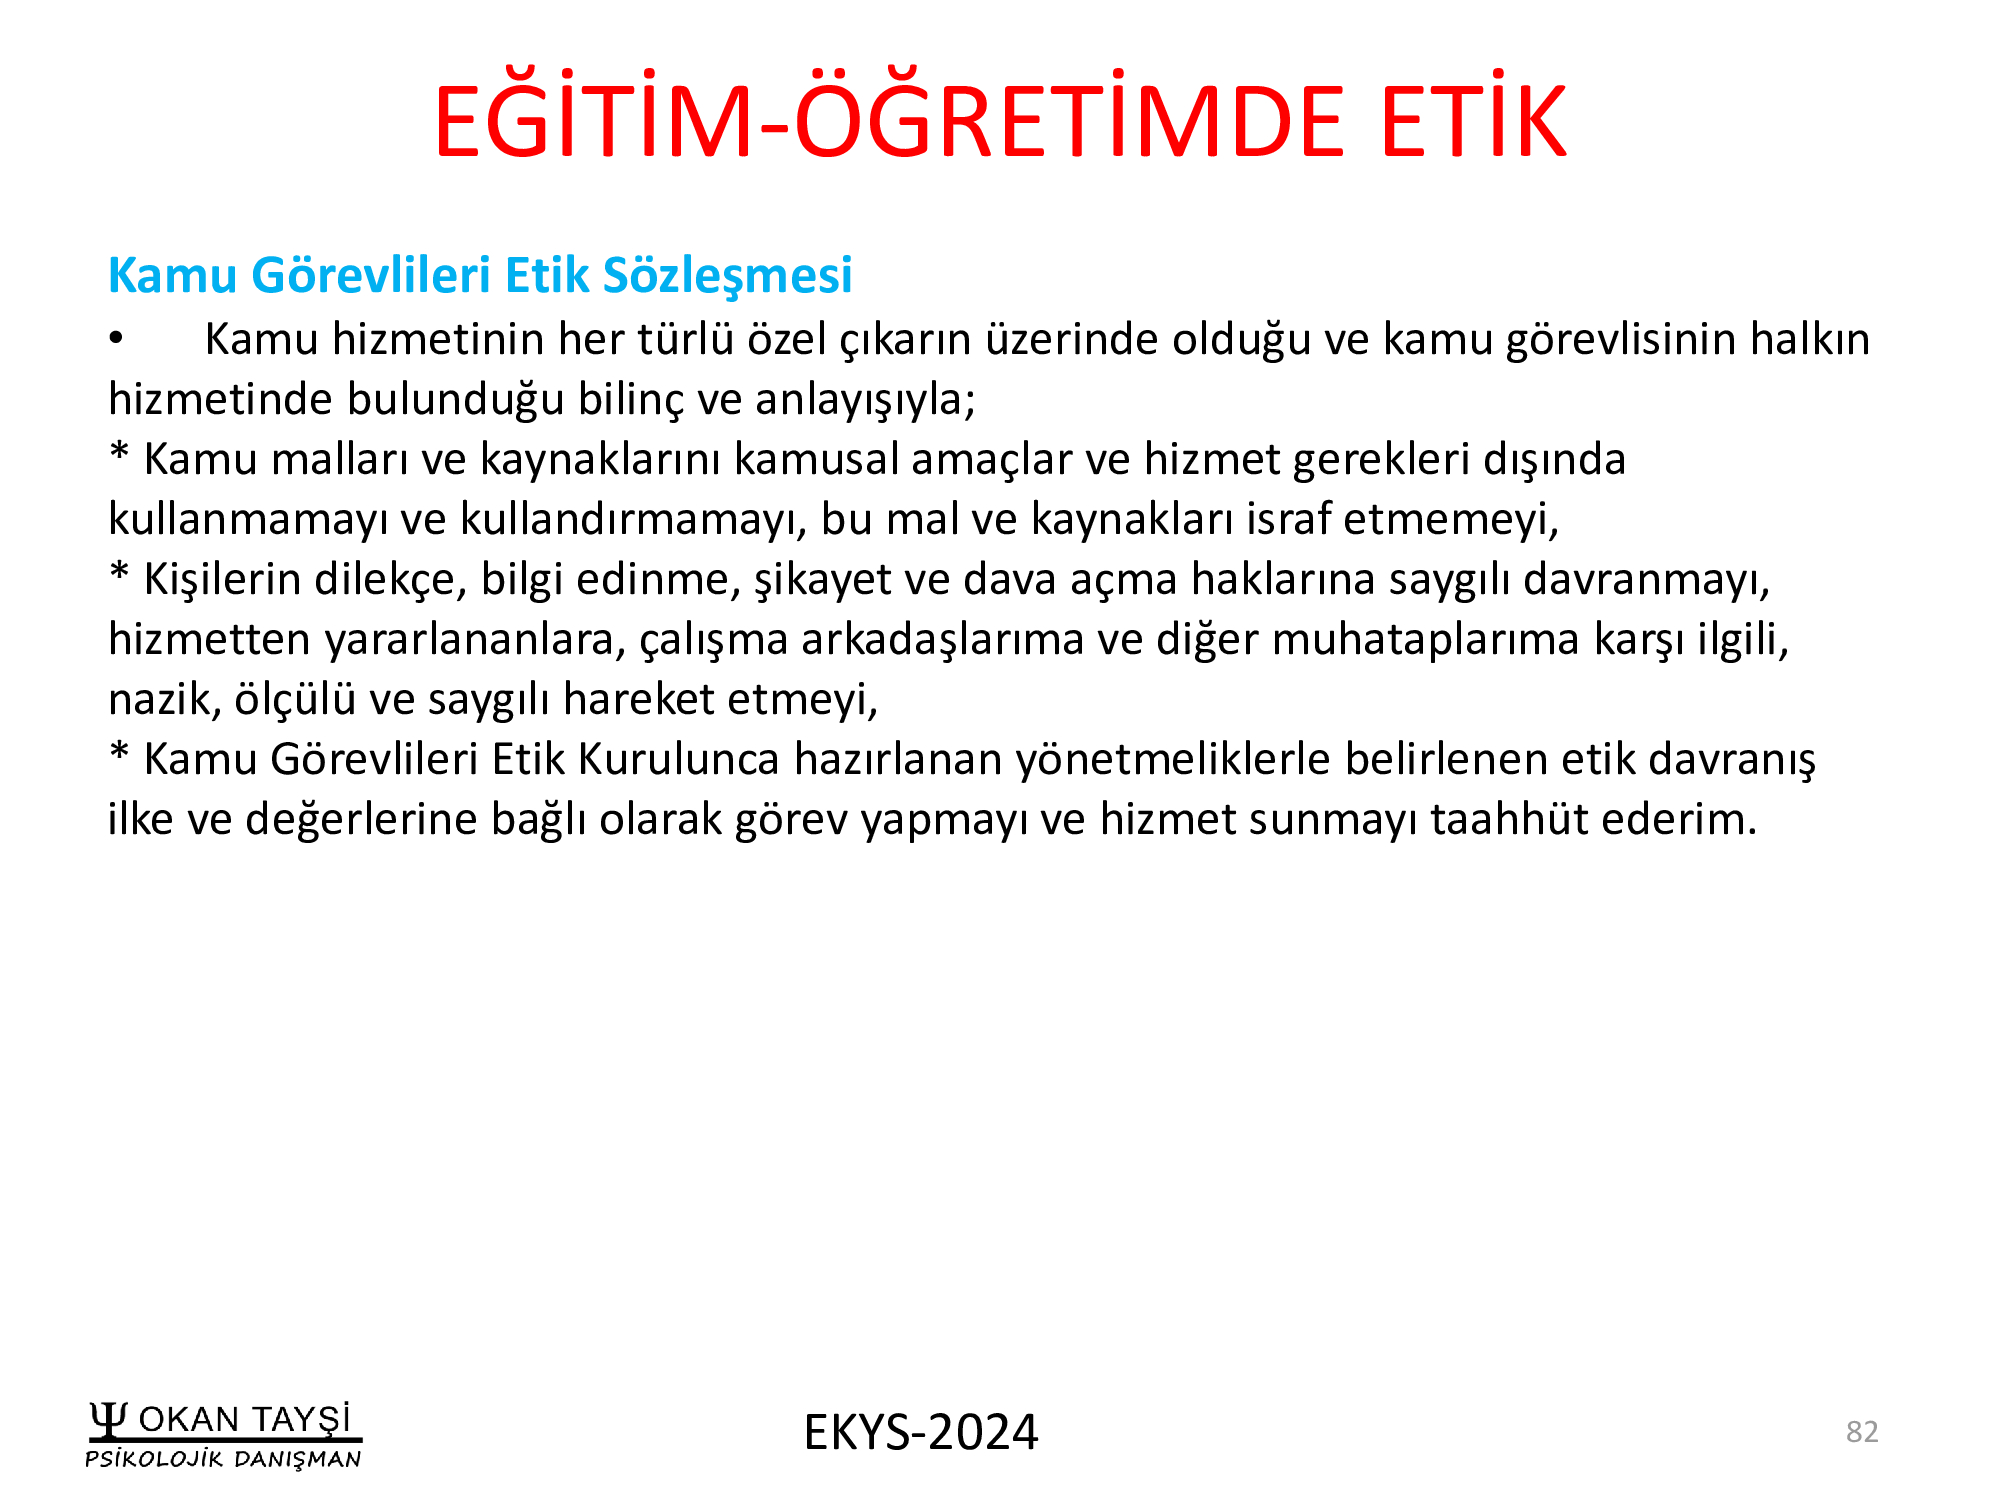 EĞİTİM-ÖĞRETİMDE ETİK
Kamu Görevlileri Etik Sözleşmesi
• Kamu hizmetinin her türlü özel çıkarın üzerinde olduğu ve kamu görevlisinin halkın
hizmetinde bulunduğu bilinç ve anlayışıyla;
* Kamu malları ve kaynaklarını kamusal amaçlar ve hizmet gerekleri dışında
kullanmamayı ve kullandırmamayı, bu mal ve kaynakları israf etmemeyi,
* Kişilerin dilekçe, bilgi edinme, şikayet ve dava açma haklarına saygılı davranmayı,
hizmetten yararlananlara, çalışma arkadaşlarıma ve diğer muhataplarıma karşı ilgili,
nazik, ölçülü ve saygılı hareket etmeyi,
* Kamu Görevlileri Etik Kurulunca hazırlanan yönetmeliklerle belirlenen etik davranış
ilke ve değerlerine bağlı olarak görev yapmayı ve hizmet sunmayı taahhüt ederim.
Ψ OKAN TAYŞİ
PSİKOLOJİK DANIŞMAN
EKYS-2024
82